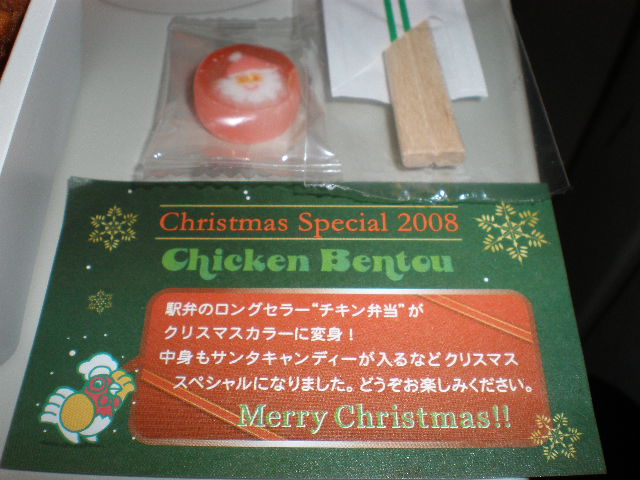 Christmas Special 2008
Chicken Bentou
駅弁のロングセラー“チキン弁当”が
クリスマスカラーに変身！
中身もサンタキャンディーが入るなどクリスマス
スペシャルになりました。どうぞお楽しみください。
Merry Christmas!!